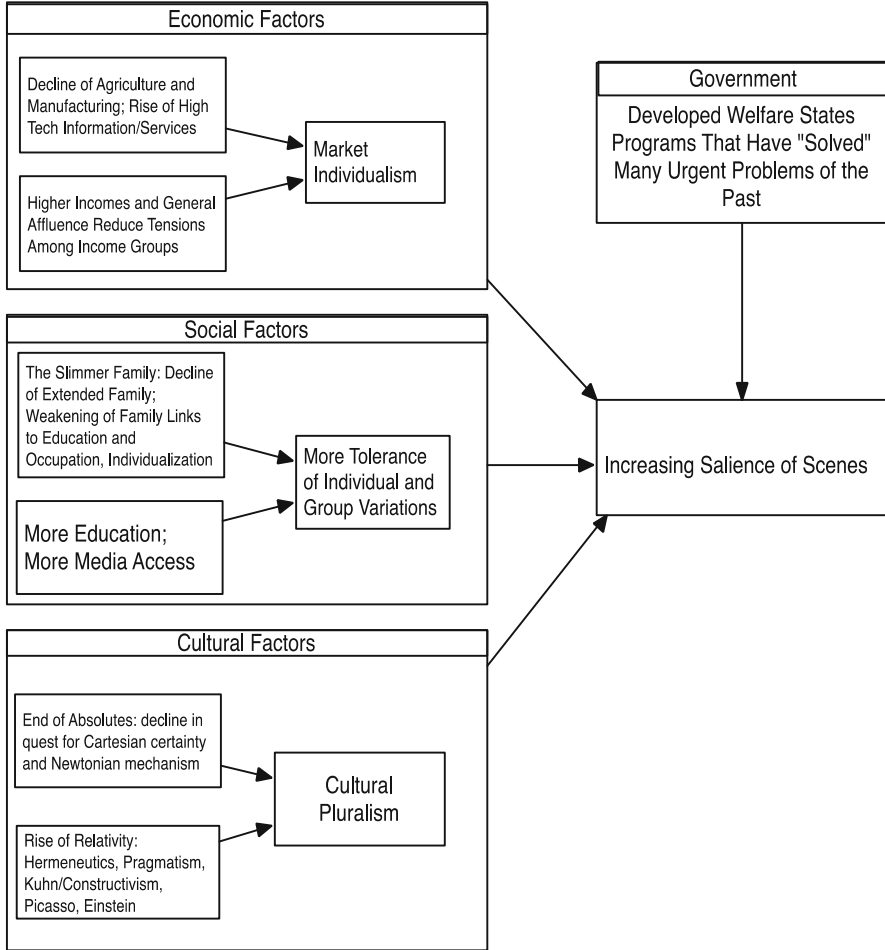 Economic Factors
Decline of Agriculture and
Manufacturing; Rise of High
Tech Information/Services
Market
Individualism
Higher Incomes and General
Affluence Reduce Tensions
Among Income Groups
Government
Developed Welfare States
Programs That Have "Solved"
Many Urgent Problems of the
Past
Social Factors
The Slimmer Family: Decline
of Extended Family;
Weakening of Family Links
to Education and
Occupation, Individualization
More Tolerance
of Individual and
Group Variations
More Education;
More Media Access
Increasing Salience of Scenes
Cultural Factors
End of Absolutes: decline in
quest for Cartesian certainty
and Newtonian mechanism
Cultural
Pluralism
Rise of Relativity:
Hermeneutics, Pragmatism,
Kuhn/Constructivism,
Picasso, Einstein